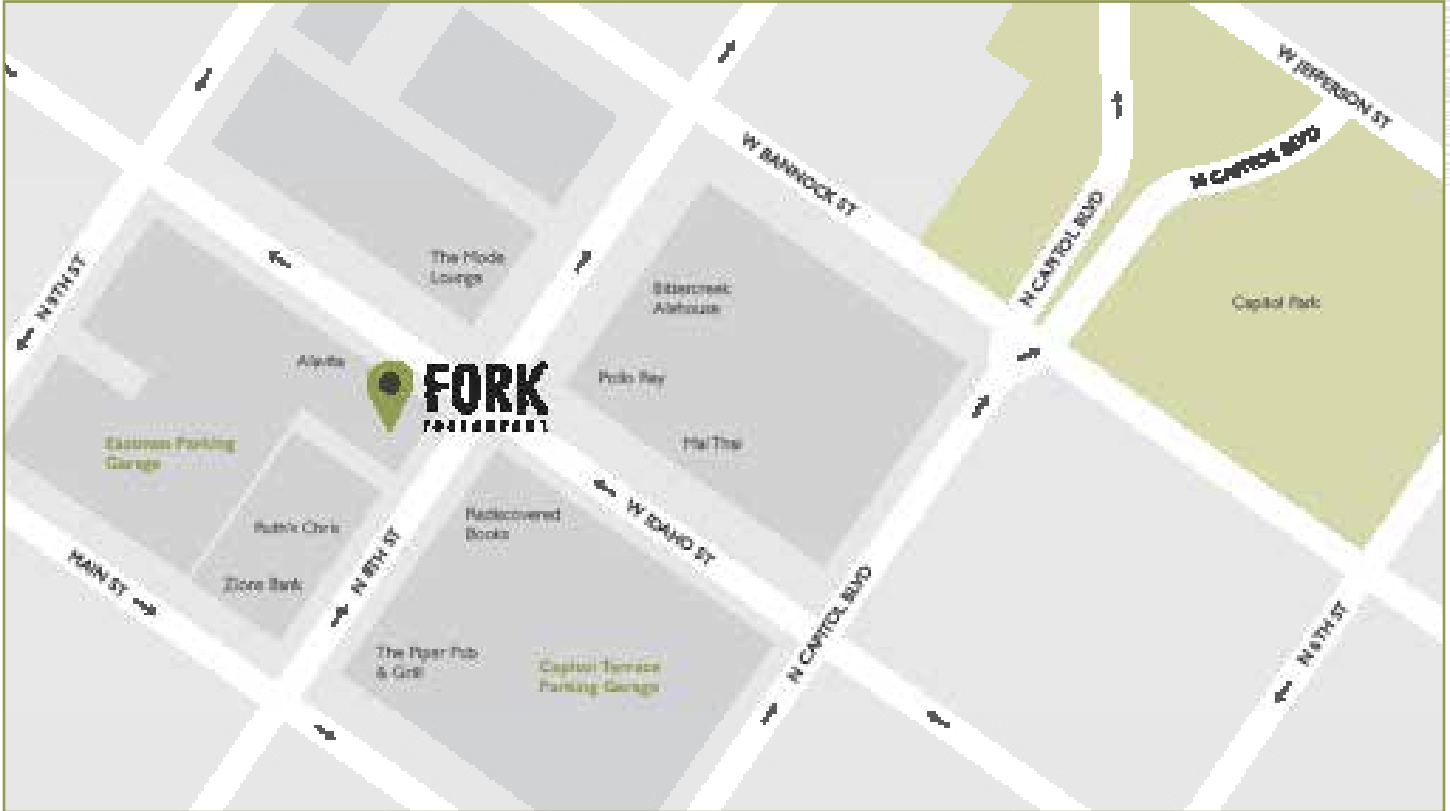 W JEFFERSON ST
N CAPITOL BLVD
W BANNOCK ST
N CAPITOL BLVD
The Mode
Lounge
N 9TH ST
Bittercreek
Alehouse
Capitol Park
Alavita
FORK
restaurant
Pollo Rey
Mai Thai
Eastman Parking
Garage
W IDAHO ST
Ruth's Chris
Rediscovered
Books
N 8TH ST
MAIN ST
Zions Bank
N CAPITOL BLVD
N 6TH ST
The Piper Pub
& Grill
Capitol Terrace
Parking Garage